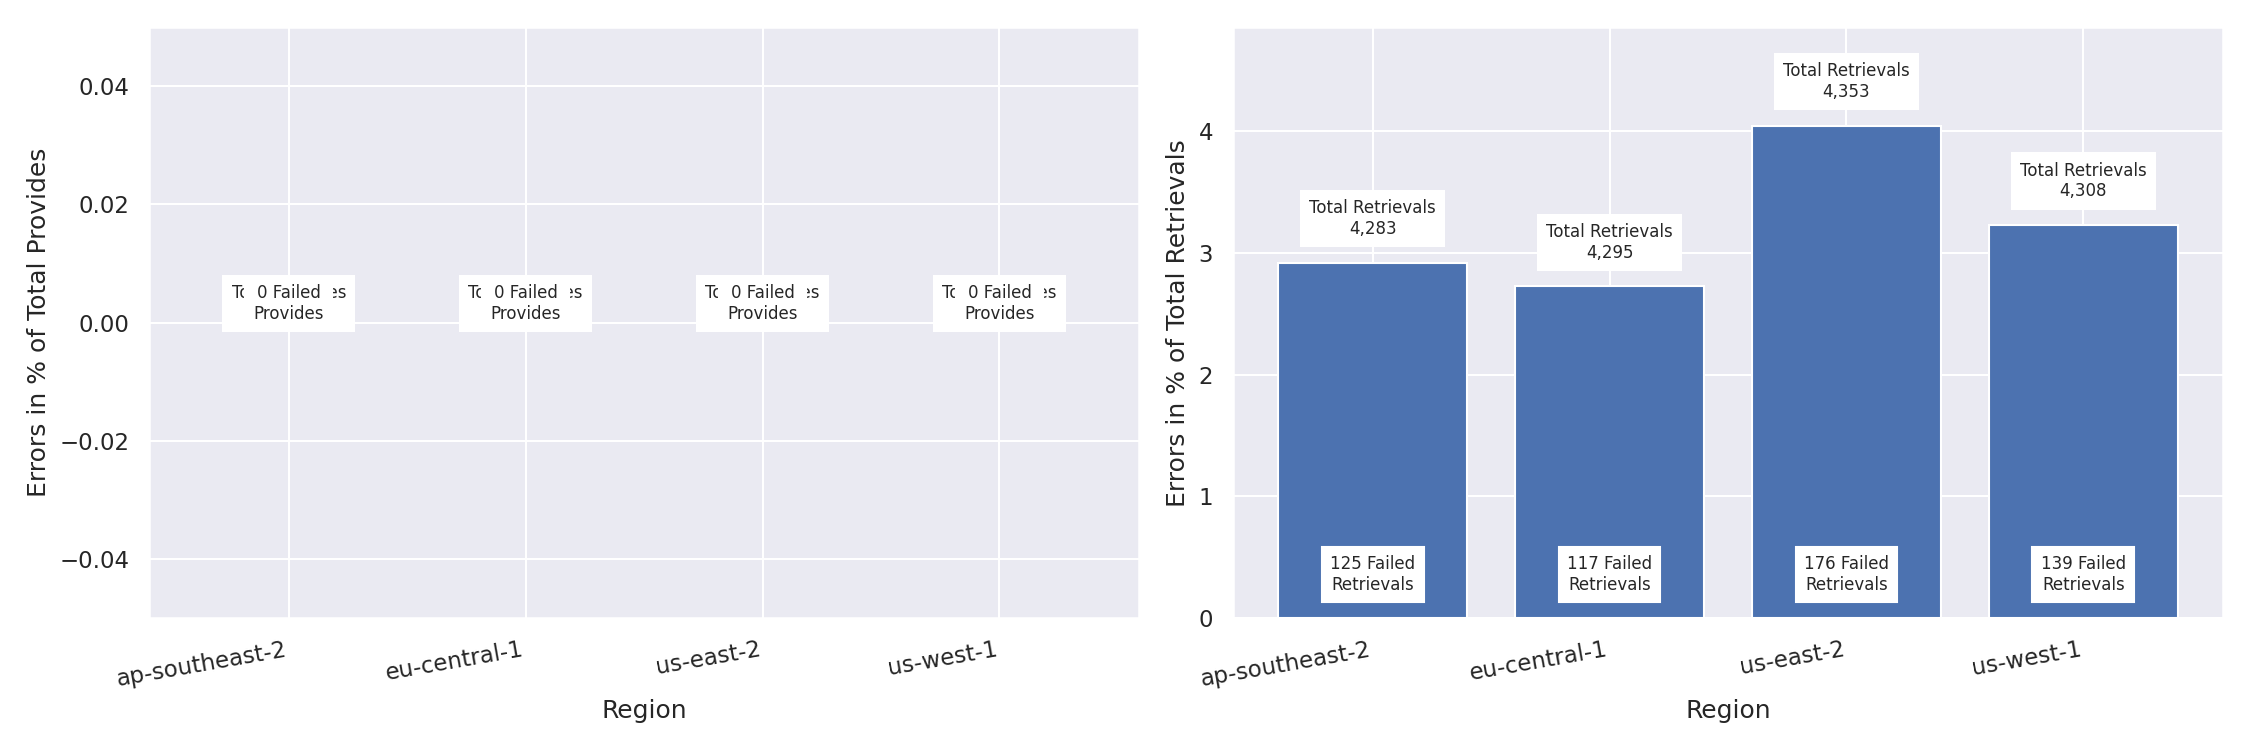 Errors in % of Total Provides
0.04
0.02
0.00
−0.02
−0.04
0 Failed
Provides
0 Failed
Provides
0 Failed
Provides
0 Failed
Provides
ap-southeast-2
eu-central-1
us-east-2
us-west-1
Region
Errors in % of Total Retrievals
4
3
2
1
0
Total Retrievals
4,283
Total Retrievals
4,295
Total Retrievals
4,353
Total Retrievals
4,308
125 Failed
Retrievals
117 Failed
Retrievals
176 Failed
Retrievals
139 Failed
Retrievals
ap-southeast-2
eu-central-1
us-east-2
us-west-1
Region